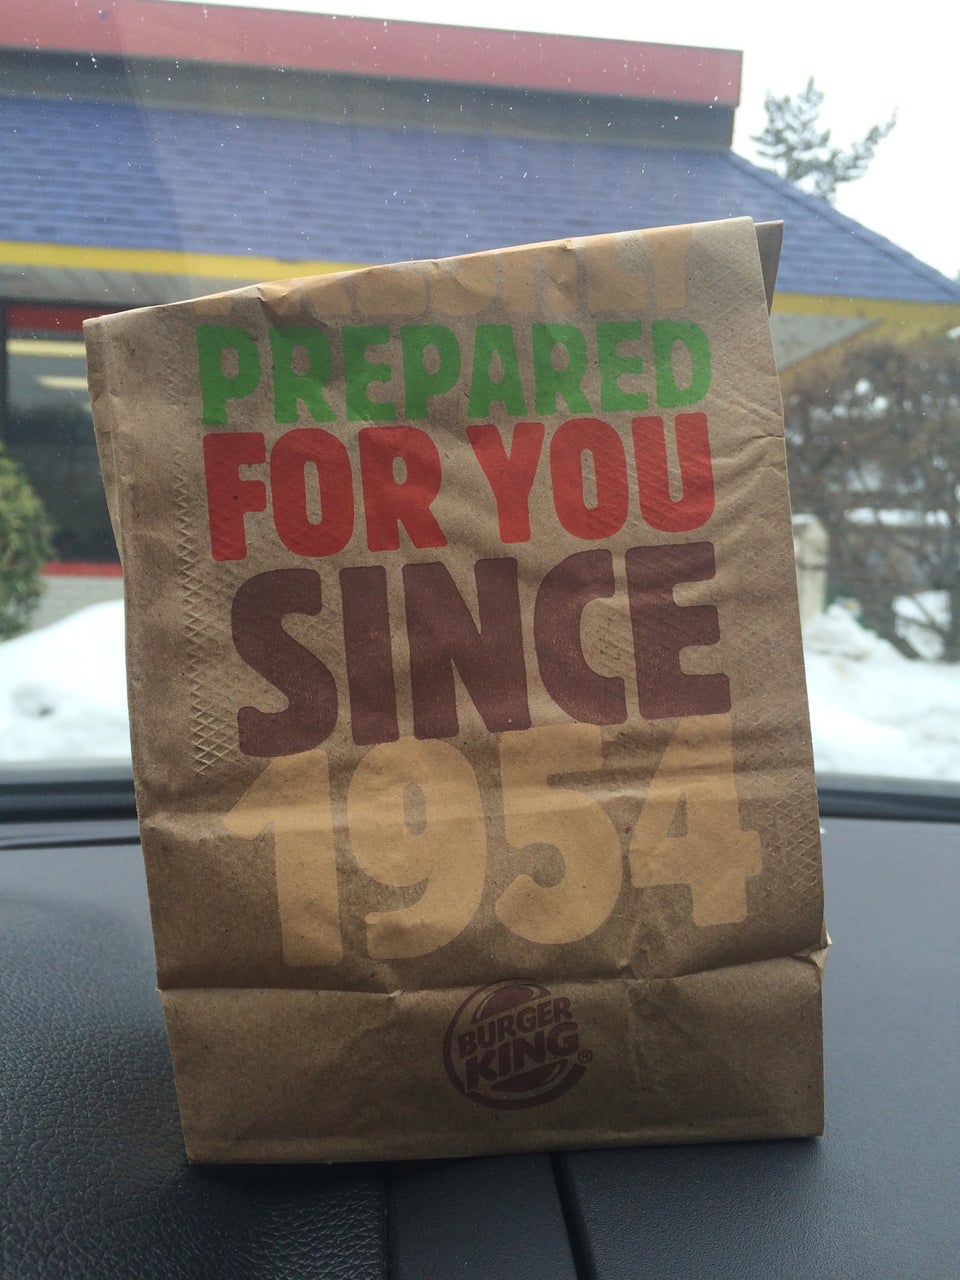 PREPARED
FOR YOU
SINCE
1954
BURGER
KING®